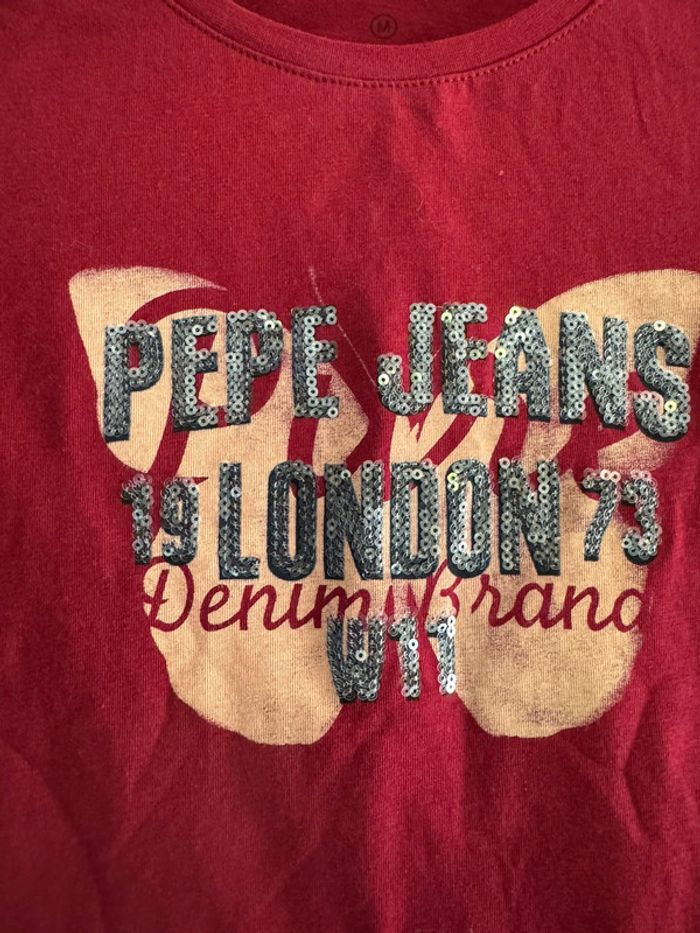 M
PEPE JEANS
19 LONDON 73
Denim Brand
W11